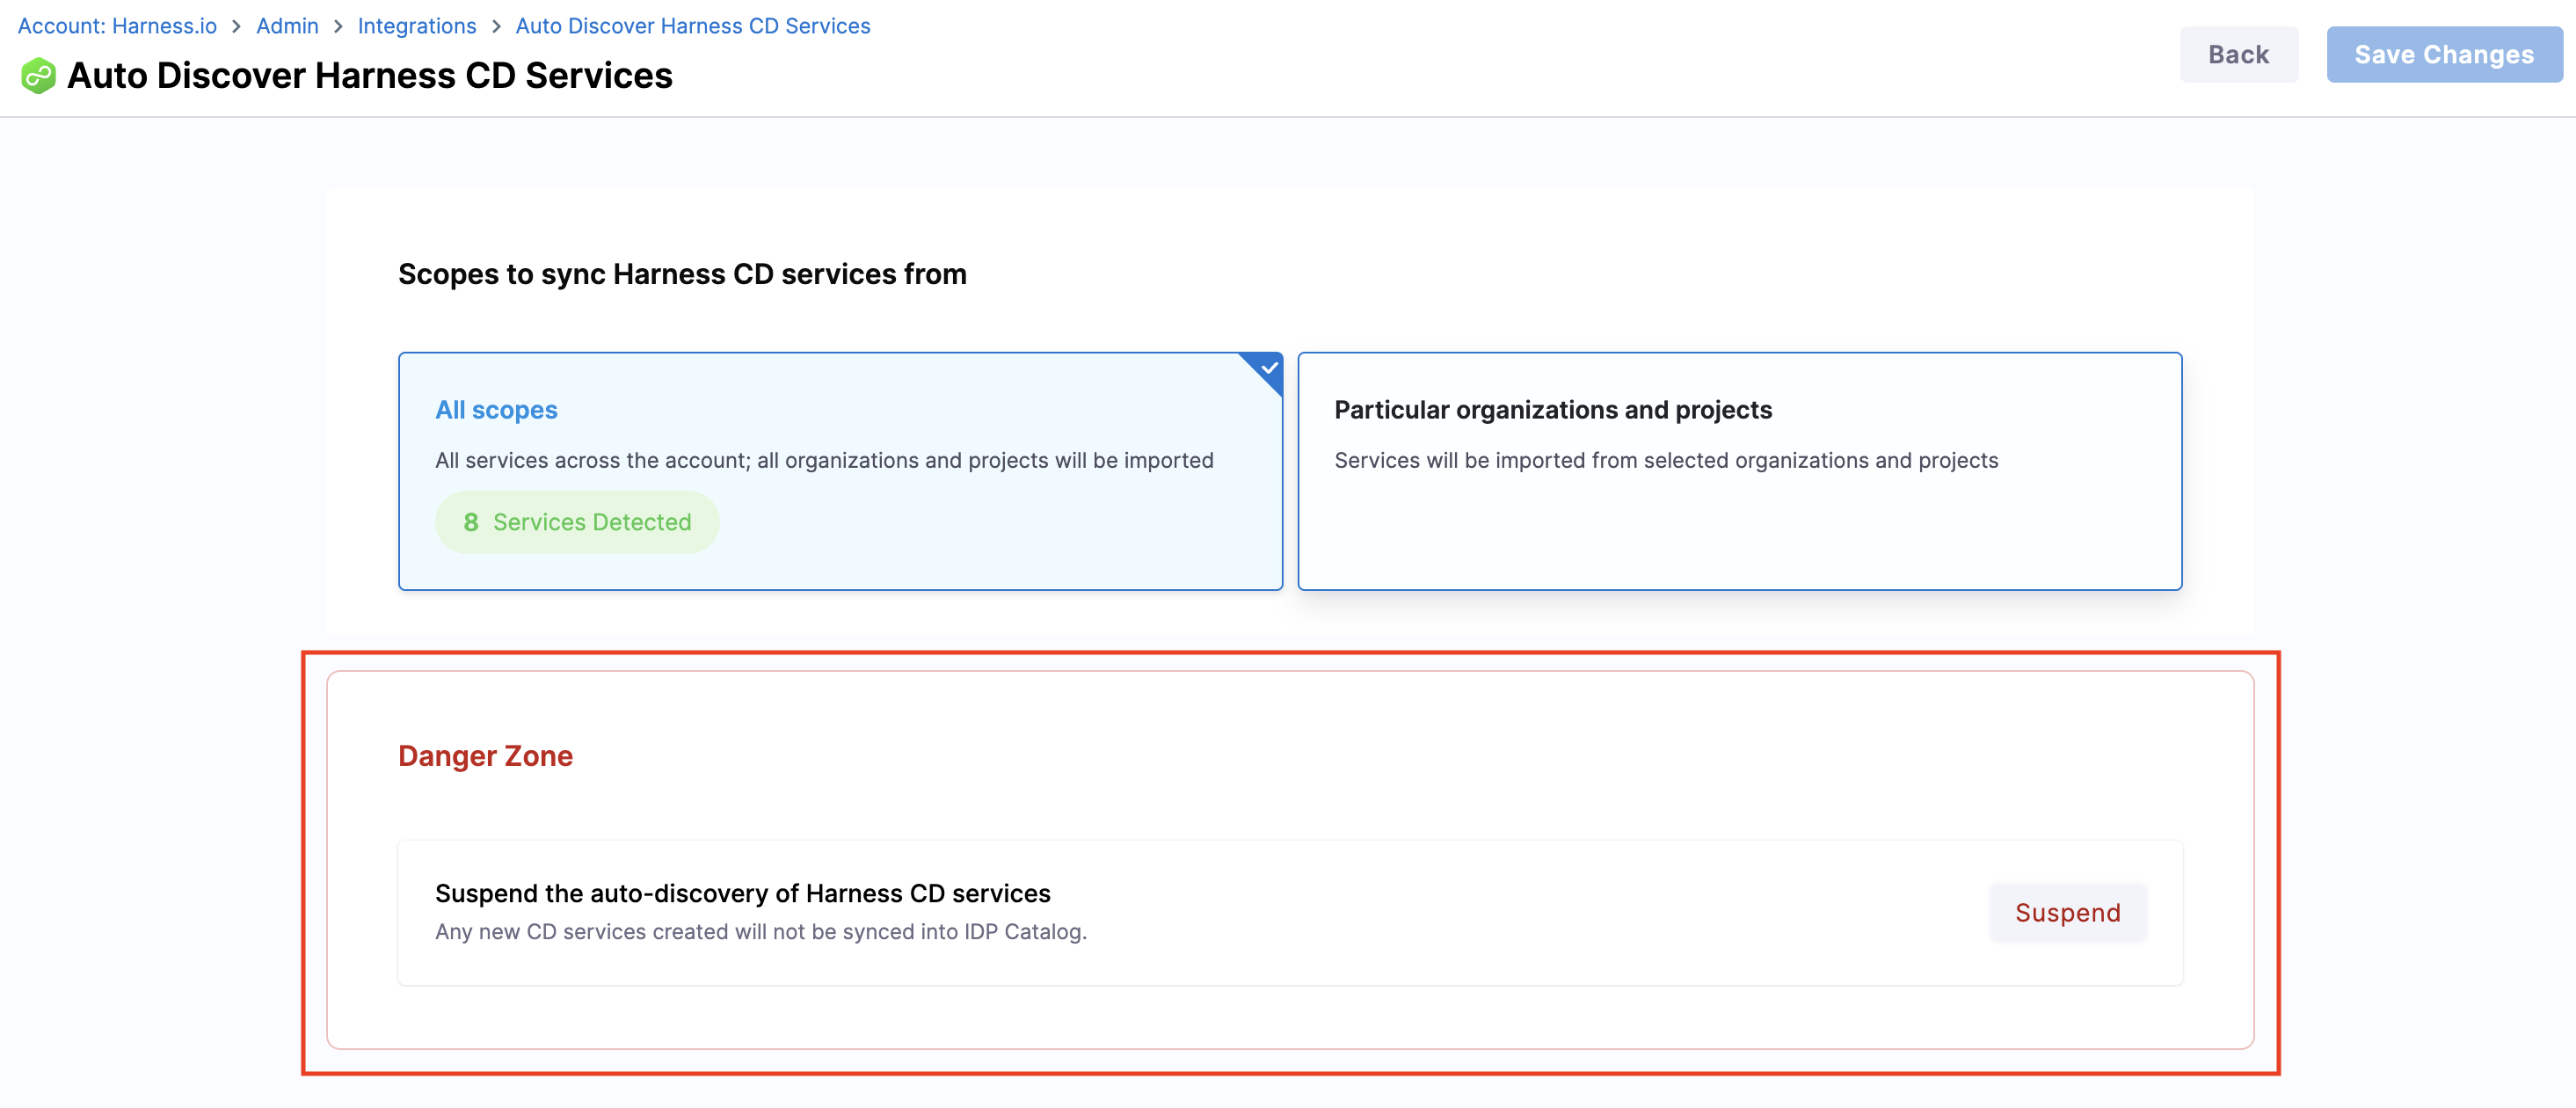 Account: Harness.io > Admin > Integrations > Auto Discover Harness CD Services
Auto Discover Harness CD Services
Back
Save Changes
Scopes to sync Harness CD services from
All scopes
All services across the account; all organizations and projects will be imported
8 Services Detected
Particular organizations and projects
Services will be imported from selected organizations and projects
Danger Zone
Suspend the auto-discovery of Harness CD services
Any new CD services created will not be synced into IDP Catalog.
Suspend